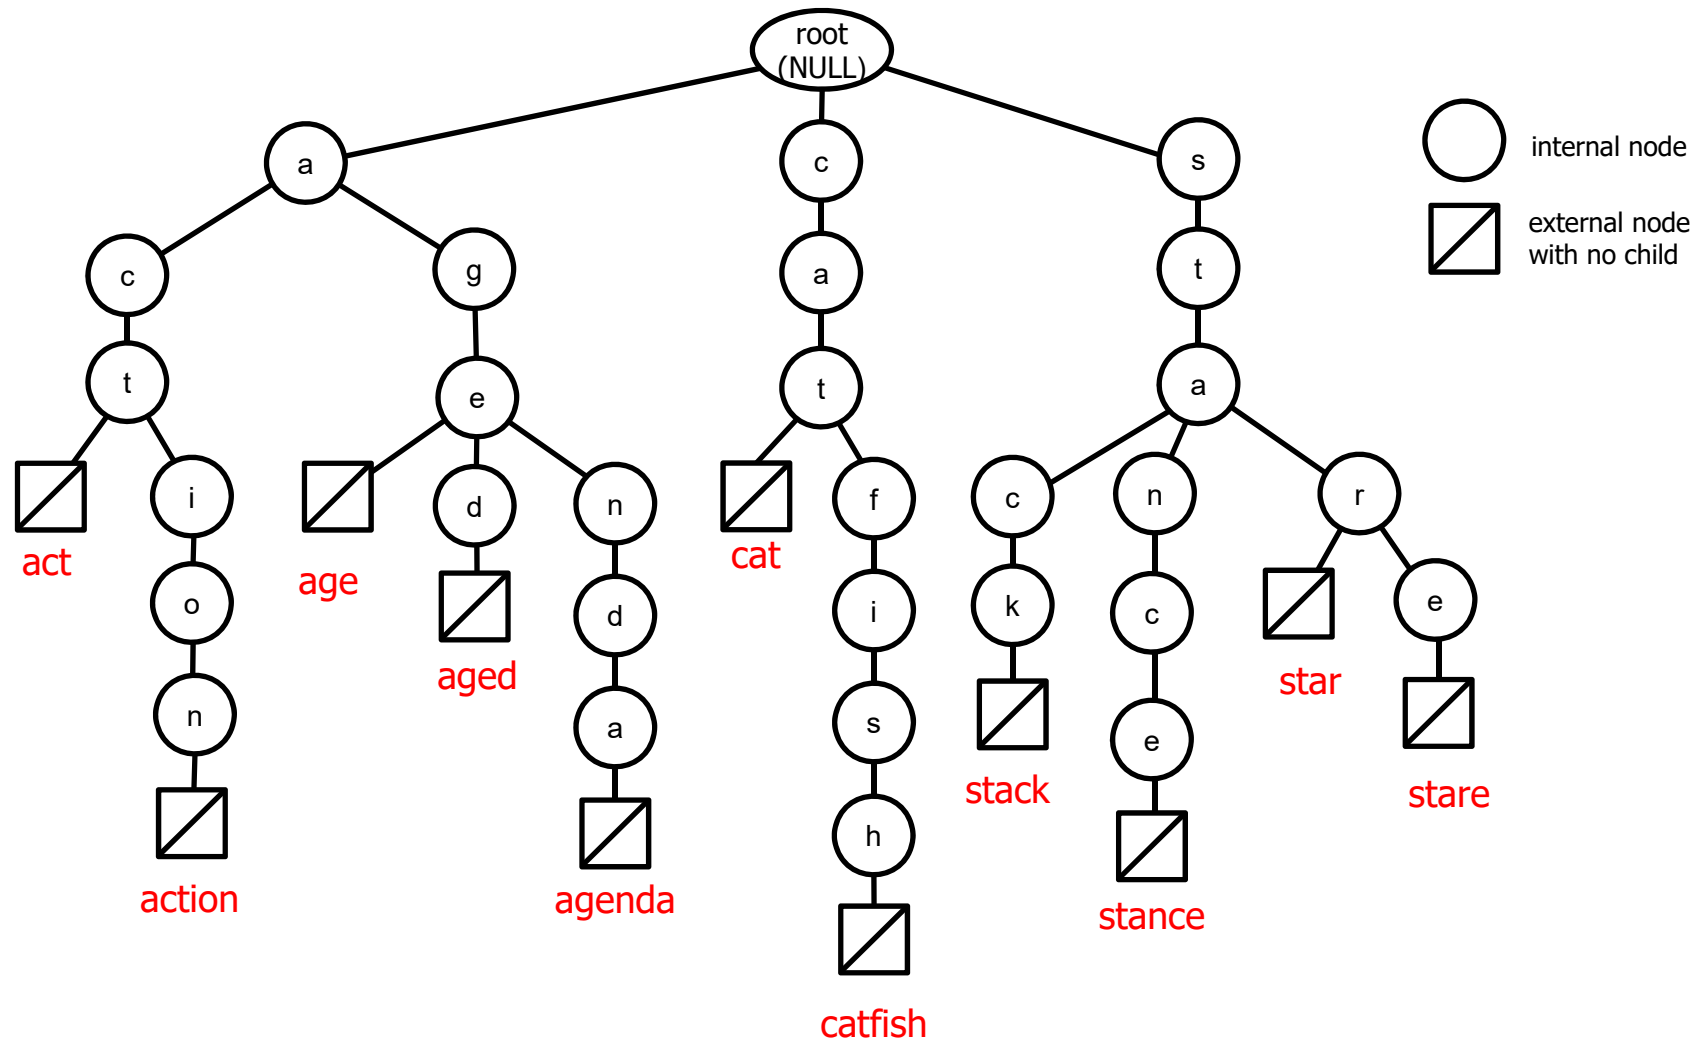 root
(NULL)
a
c
s
internal node
external node
with no child
c
g
a
t
t
e
t
a
i
d
n
f
c
n
r
act
age
cat
o
d
i
k
c
e
aged
star
n
a
s
e
stack
stare
h
action
agenda
stance
catfish